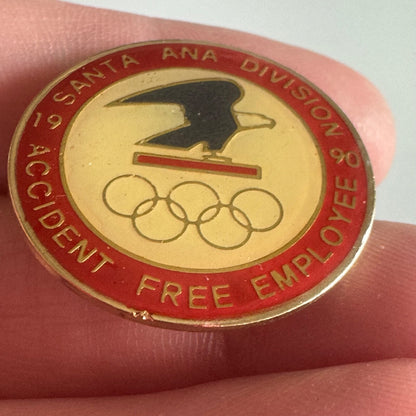 SANTA ANA DIVISION
19 90
ACCIDENT FREE EMPLOYEE